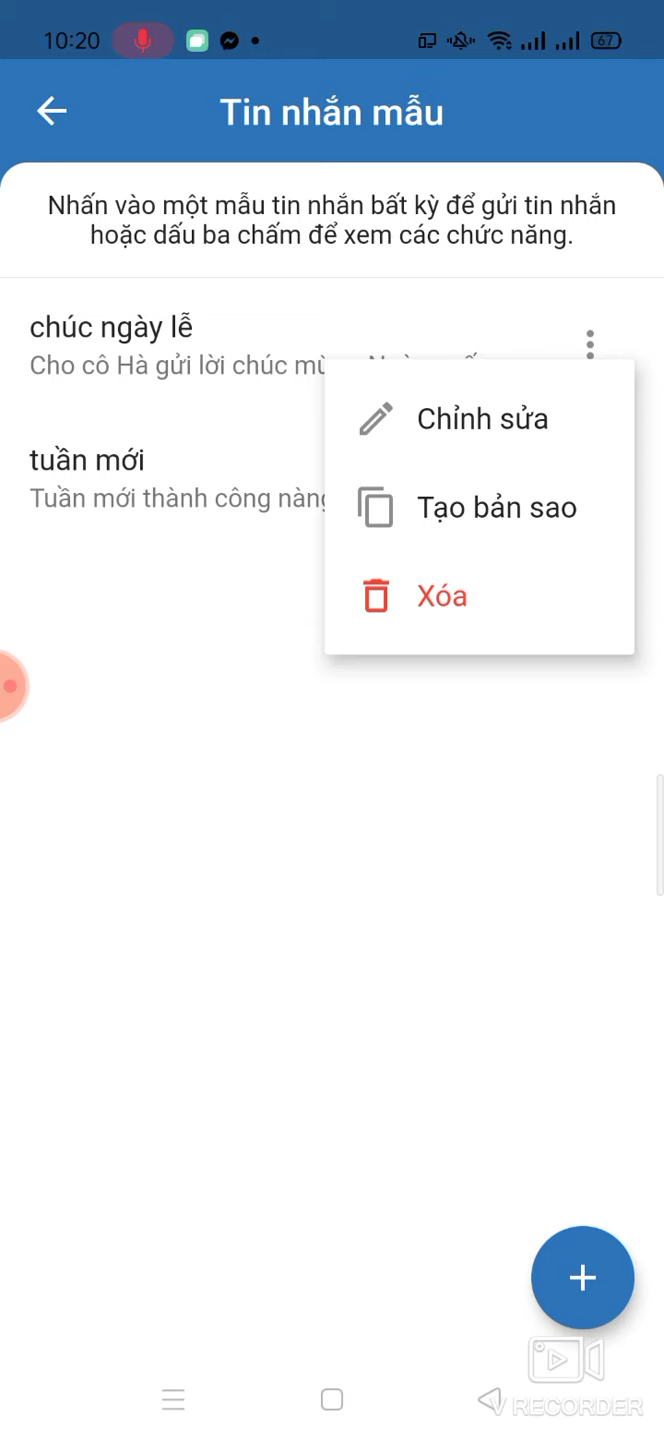 10:20
67
Tin nhắn mẫu
Nhấn vào một mẫu tin nhắn bất kỳ để gửi tin nhắn
hoặc dấu ba chấm để xem các chức năng.
chúc ngày lễ
Cho cô Hà gửi lời chúc
Chỉnh sửa
tuần mới
Tuần mới thành công
Tạo bản sao
Xóa
V RECORDER